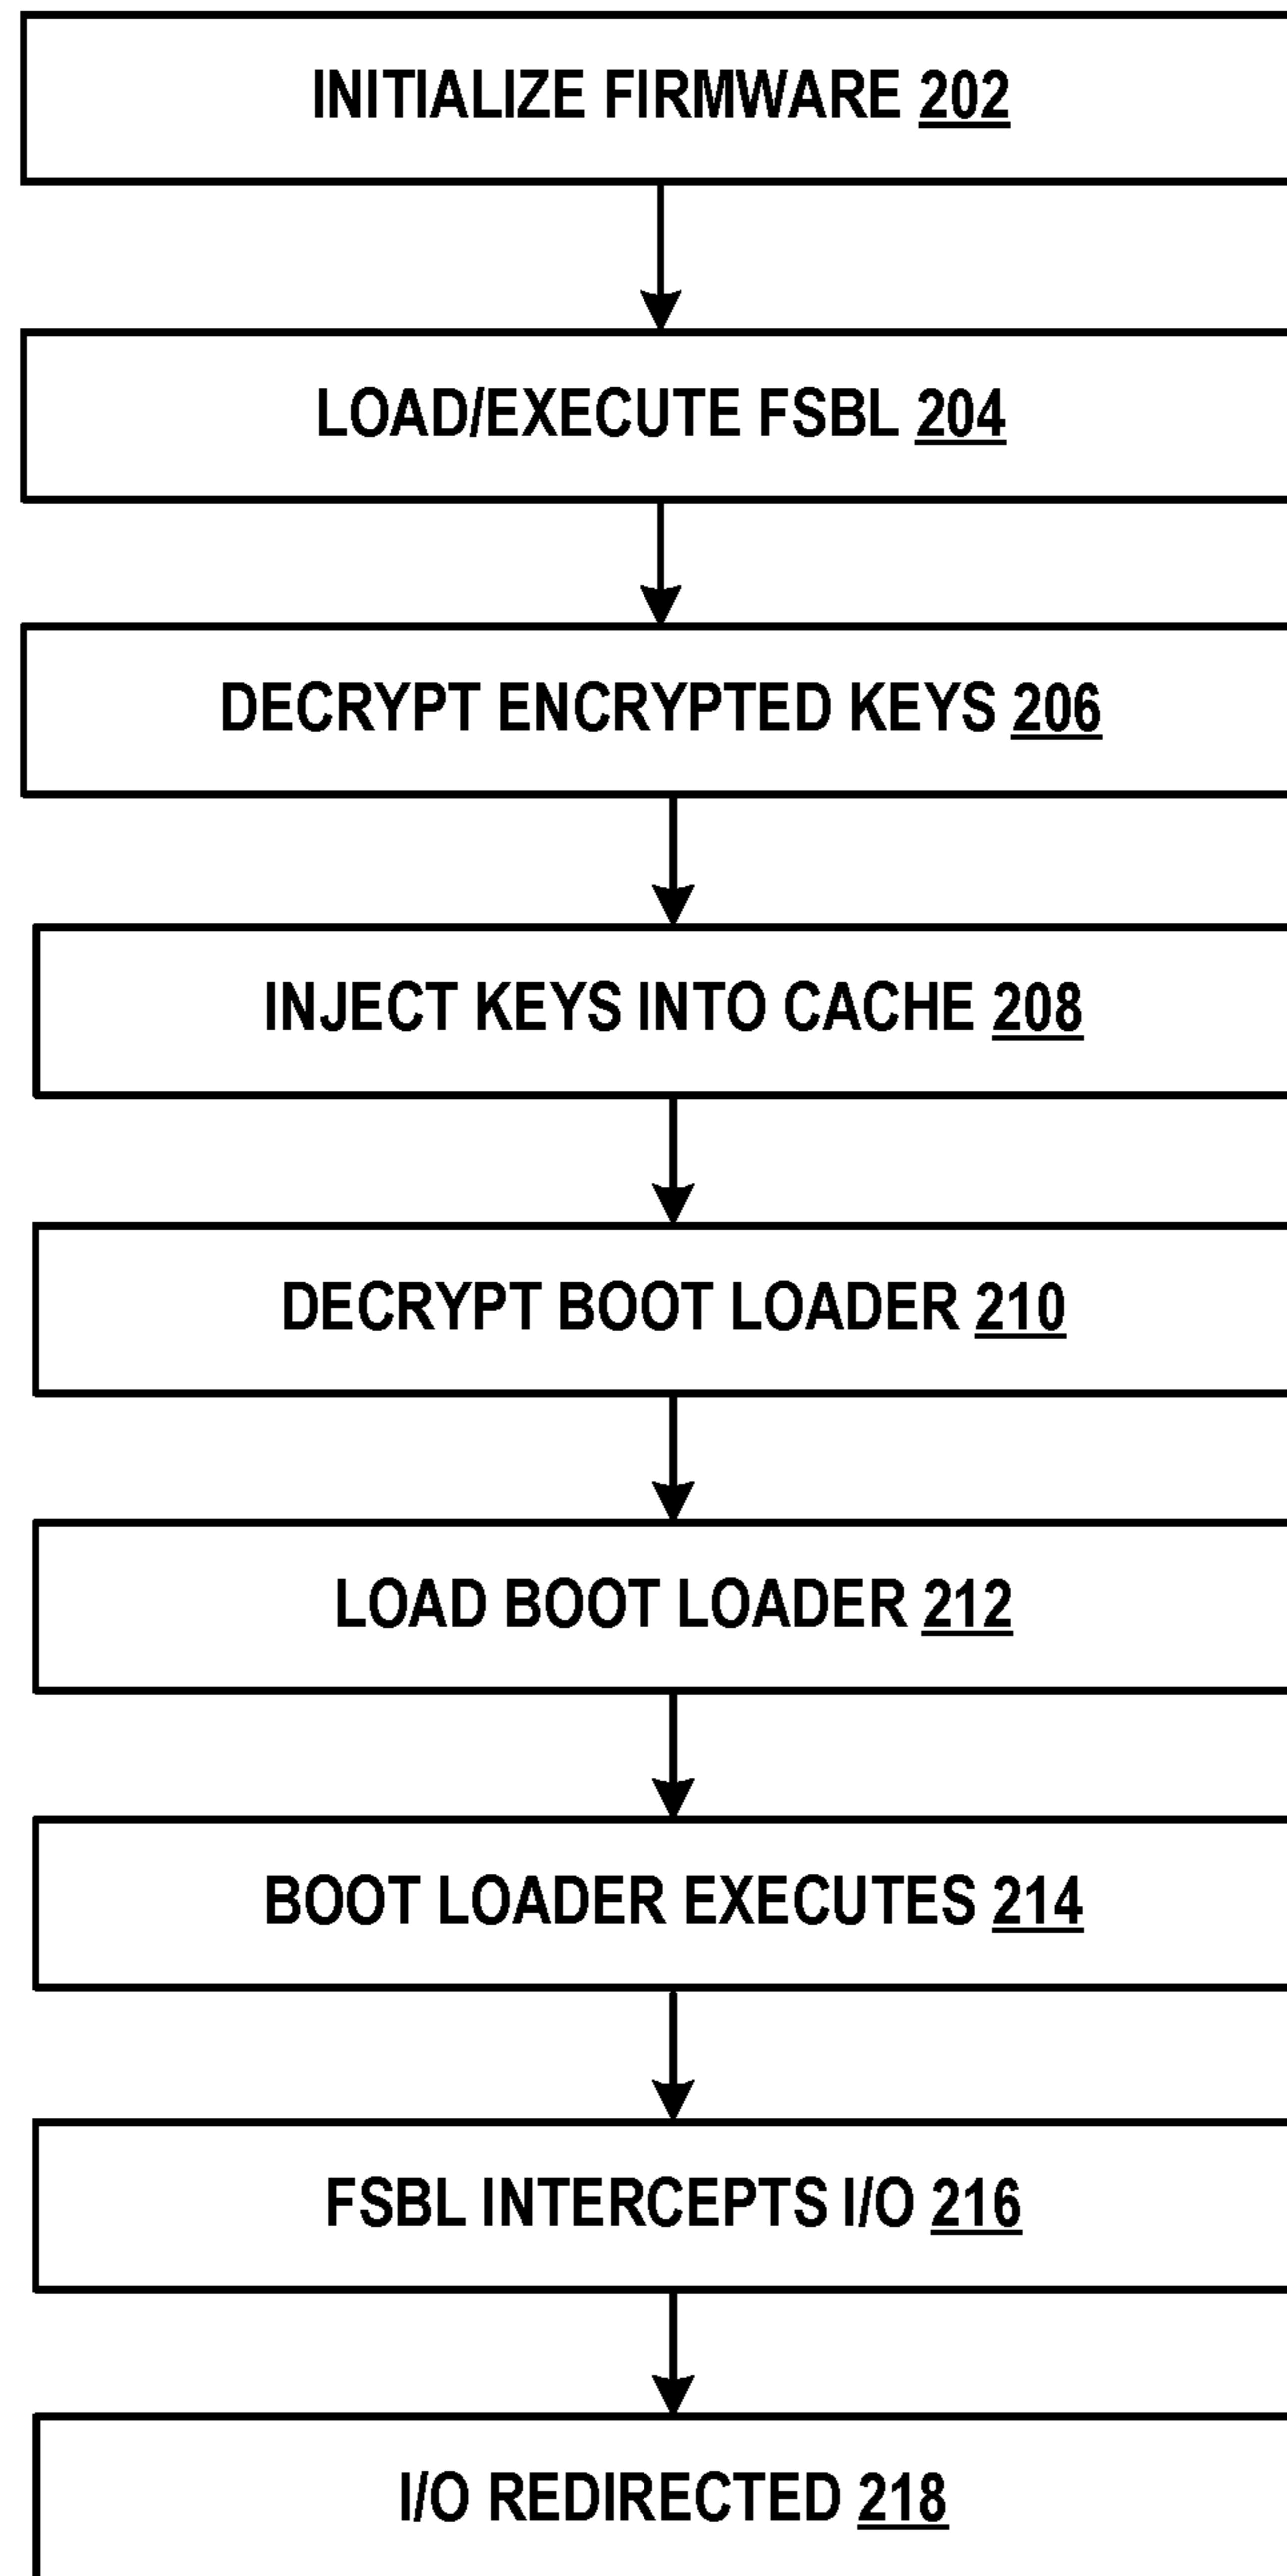 INITIALIZE FIRMWARE 202
LOAD/EXECUTE FSBL 204
DECRYPT ENCRYPTED KEYS 206
INJECT KEYS INTO CACHE 208
DECRYPT BOOT LOADER 210
LOAD BOOT LOADER 212
BOOT LOADER EXECUTES 214
FSBL INTERCEPTS I/O 216
I/O REDIRECTED 218